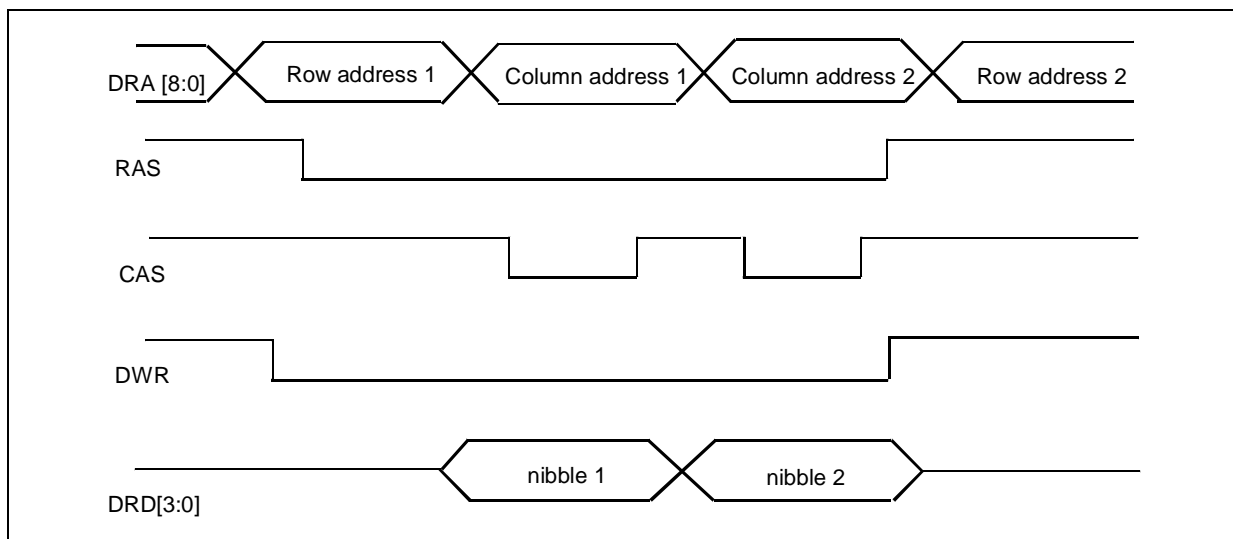 DRA [8:0]
Row address 1
Column address 1
Column address 2
Row address 2
RAS
CAS
DWR
nibble 1
nibble 2
DRD[3:0]